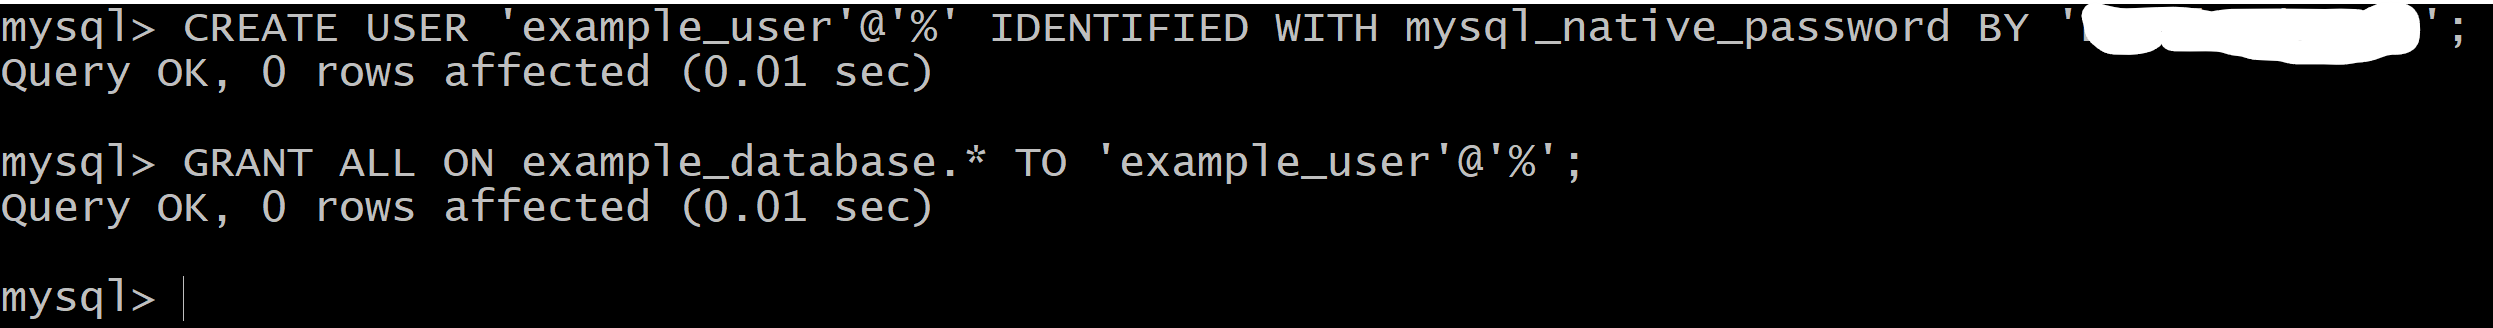 mysql> CREATE USER 'example_user'@'%' IDENTIFIED WITH mysql_native_password BY '';
Query OK, 0 rows affected (0.01 sec)
mysql> GRANT ALL ON example_database.* TO 'example_user'@'%';
Query OK, 0 rows affected (0.01 sec)
mysql>